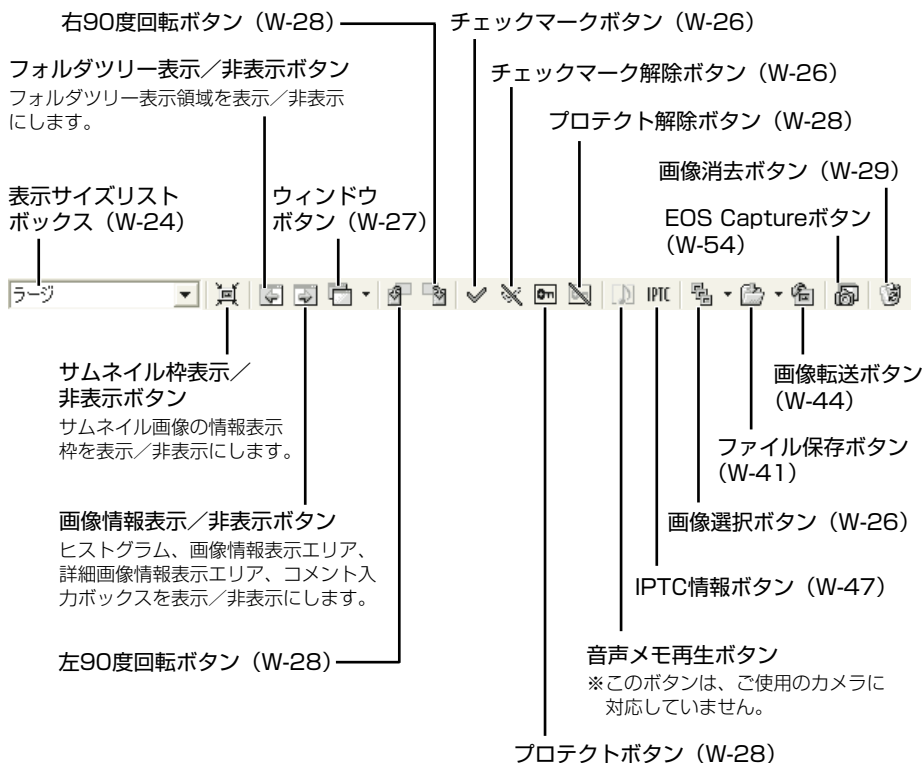 右90度回転ボタン（W-28）
チェックマークボタン（W-26）
フォルダツリー表示／非表示ボタン
フォルダツリー表示領域を表示／非表示
にします。
チェックマーク解除ボタン（W-26）
プロテクト解除ボタン（W-28）
画像消去ボタン（W-29）
表示サイズリスト
ボックス（W-24）
ウィンドウ
ボタン（W-27）
EOS Captureボタン
（W-54）
ラージ
IPTC
サムネイル枠表示／
非表示ボタン
サムネイル画像の情報表示
枠を表示／非表示にします。
画像転送ボタン
（W-44）
ファイル保存ボタン
（W-41）
画像情報表示／非表示ボタン
ヒストグラム、画像情報表示エリア、
詳細画像情報表示エリア、コメント入
力ボックスを表示／非表示にします。
画像選択ボタン（W-26）
IPTC情報ボタン（W-47）
左90度回転ボタン（W-28）
音声メモ再生ボタン
※このボタンは、ご使用のカメラに
対応していません。
プロテクトボタン（W-28）